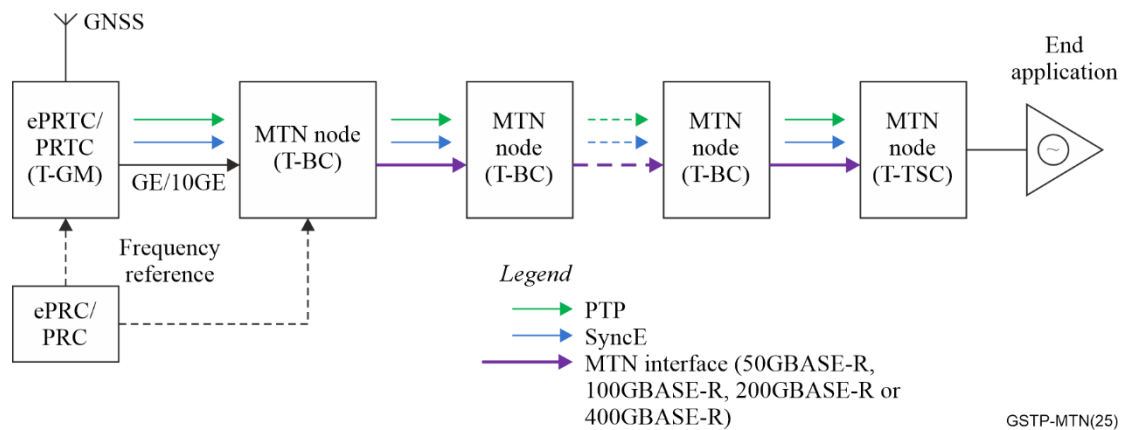 GNSS
ePRTC/
PRTC
(T-GM)
GE/10GE
MTN node
(T-BC)
MTN
node
(T-BC)
MTN
node
(T-BC)
MTN
node
(T-TSC)
End
application
~
Frequency
reference
ePRC/
PRC
Legend
PTP
SyncE
MTN interface (50GBASE-R,
100GBASE-R, 200GBASE-R or
400GBASE-R)
GSTP-MTN(25)